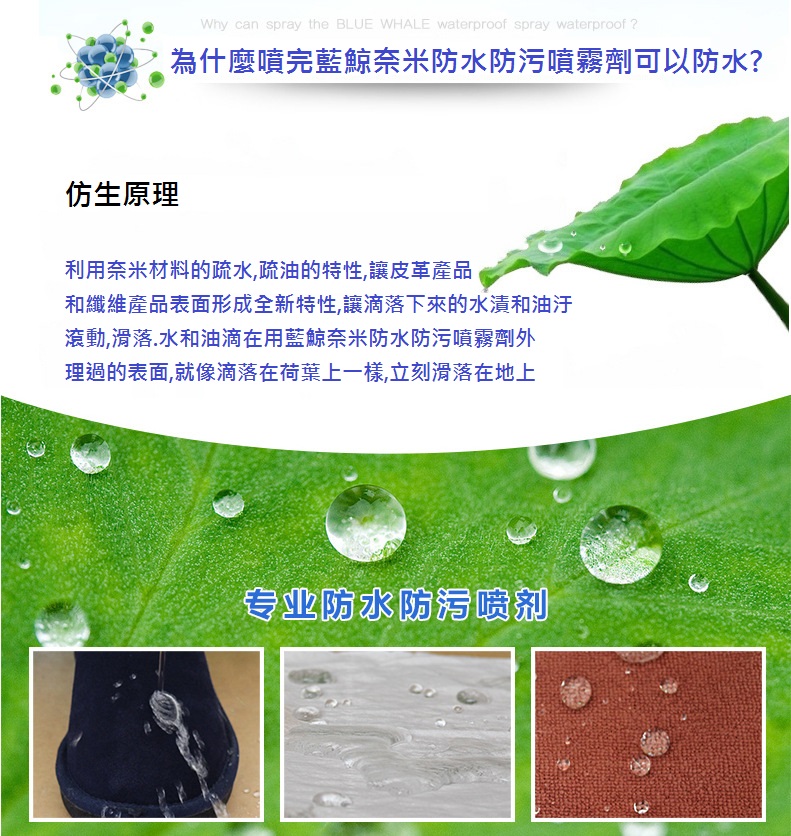 Why can spray the BLUE WHALE waterproof spray waterproof ?
為什麼噴完藍鯨奈米防水防污噴霧劑可以防水?
仿生原理
利用奈米材料的疏水,疏油的特性,讓皮革產品
和纖維產品表面形成全新特性,讓滴落下來的水漬和油汙
滾動,滑落.水和油滴在用藍鯨奈米防水防污噴霧劑外
理過的表面,就像滴落在荷葉上一樣,立刻滑落在地上
专业防水防污喷剂